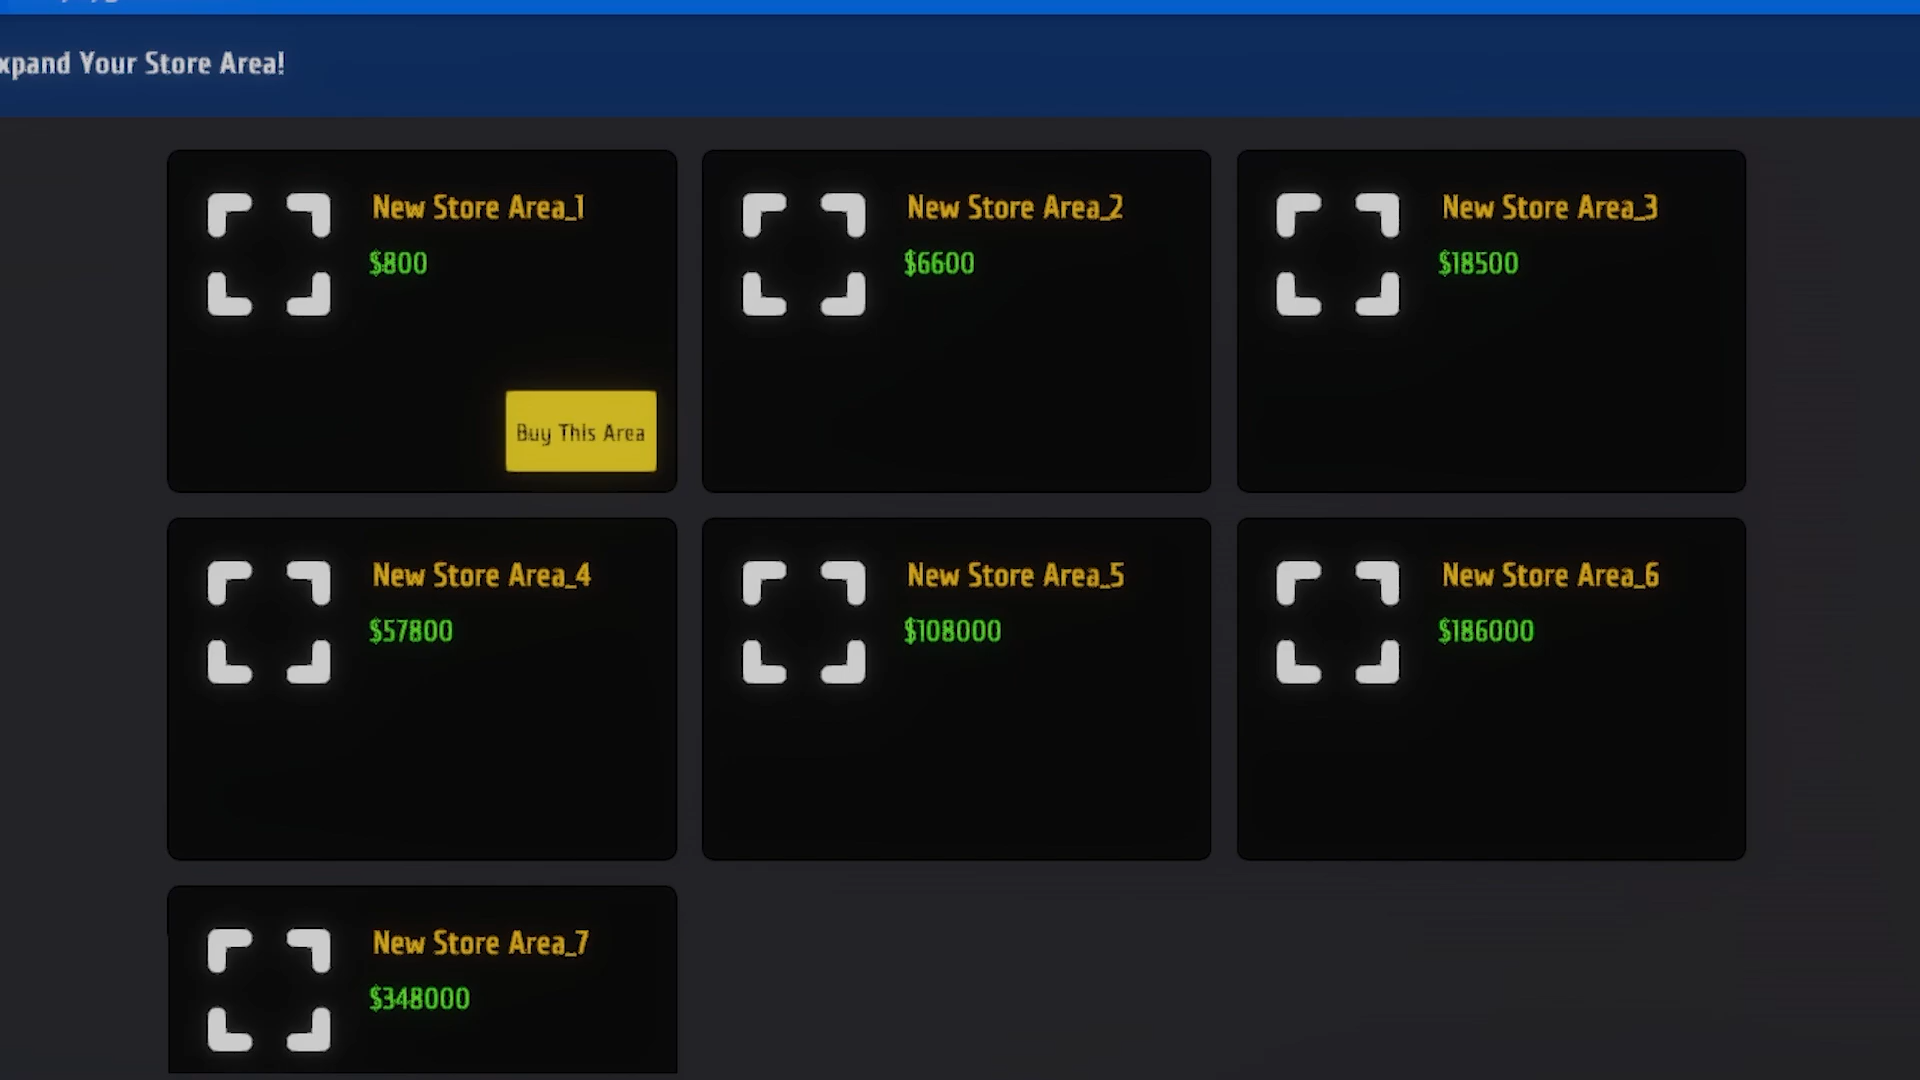 xpand Your Store Area!
New Store Area_1
$800
Buy This Area
New Store Area_2
$6600
New Store Area_3
$18500
New Store Area_4
$57800
New Store Area_5
$108000
New Store Area_6
$186000
New Store Area_7
$348000